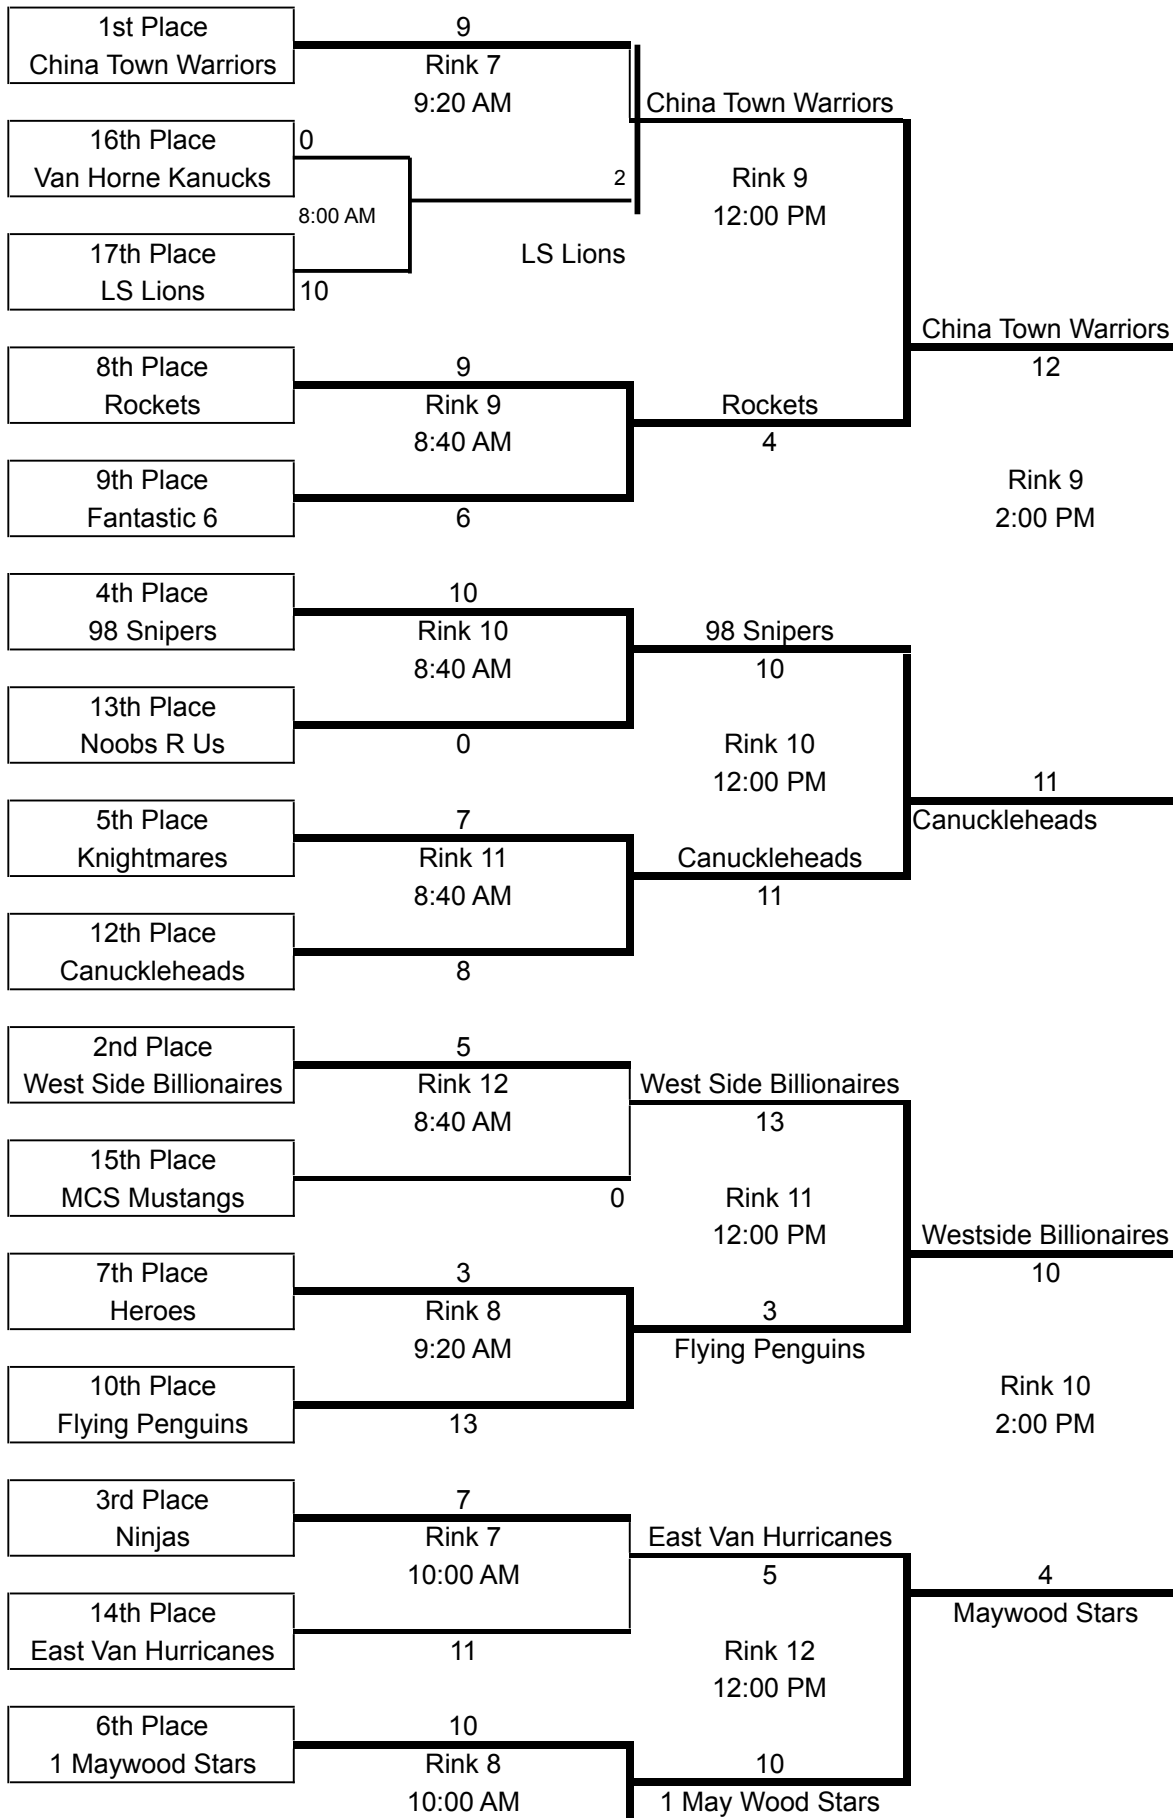 1st Place
China Town Warriors
9
Rink 7
9:20 AM
China Town Warriors
16th Place
Van Horne Kanucks
0
8:00 AM
2
LS Lions
Rink 9
12:00 PM
17th Place
LS Lions
10
China Town Warriors
12
8th Place
Rockets
9
Rink 9
8:40 AM
Rockets
4
9th Place
Fantastic 6
6
Rink 9
2:00 PM
4th Place
98 Snipers
10
Rink 10
8:40 AM
98 Snipers
10
13th Place
Noobs R Us
0
Rink 10
12:00 PM
11
Canuckleheads
5th Place
Knightmares
7
Rink 11
8:40 AM
Canuckleheads
11
12th Place
Canuckleheads
8
2nd Place
West Side Billionaires
5
Rink 12
8:40 AM
West Side Billionaires
13
15th Place
MCS Mustangs
0
Rink 11
12:00 PM
Westside Billionaires
10
7th Place
Heroes
3
Rink 8
9:20 AM
3
Flying Penguins
10th Place
Flying Penguins
13
Rink 10
2:00 PM
3rd Place
Ninjas
7
Rink 7
10:00 AM
East Van Hurricanes
5
4
Maywood Stars
14th Place
East Van Hurricanes
11
Rink 12
12:00 PM
6th Place
1 Maywood Stars
10
Rink 8
10:00 AM
10
1 May Wood Stars